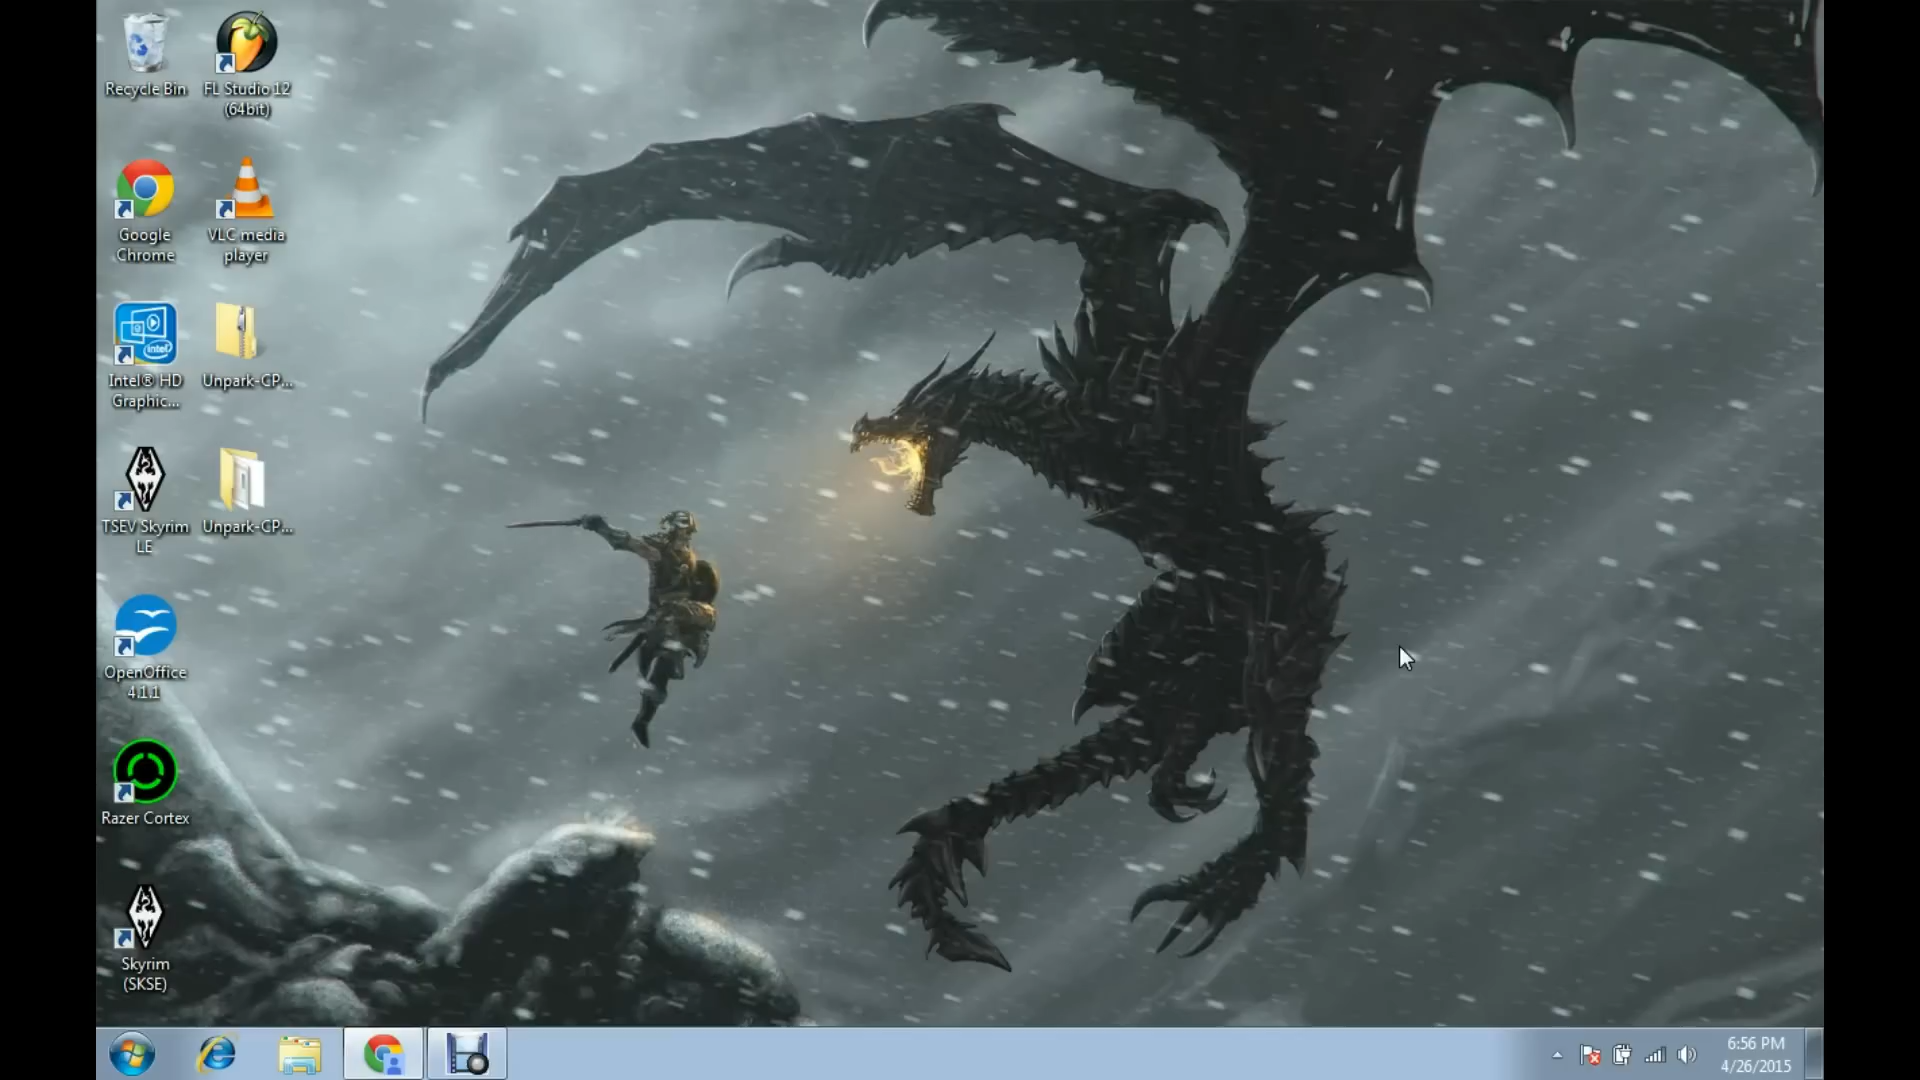 Recycle Bin
FL Studio 12
(64bit)
Google
Chrome
VLC media
player
intel
Intel® HD
Graphic...
Unpark-CP...
TSEV Skyrim
LE
Unpark-CP...
OpenOffice
4.1.1
Razer Cortex
Skyrim
(SKSE)
6:56 PM
4/26/2015